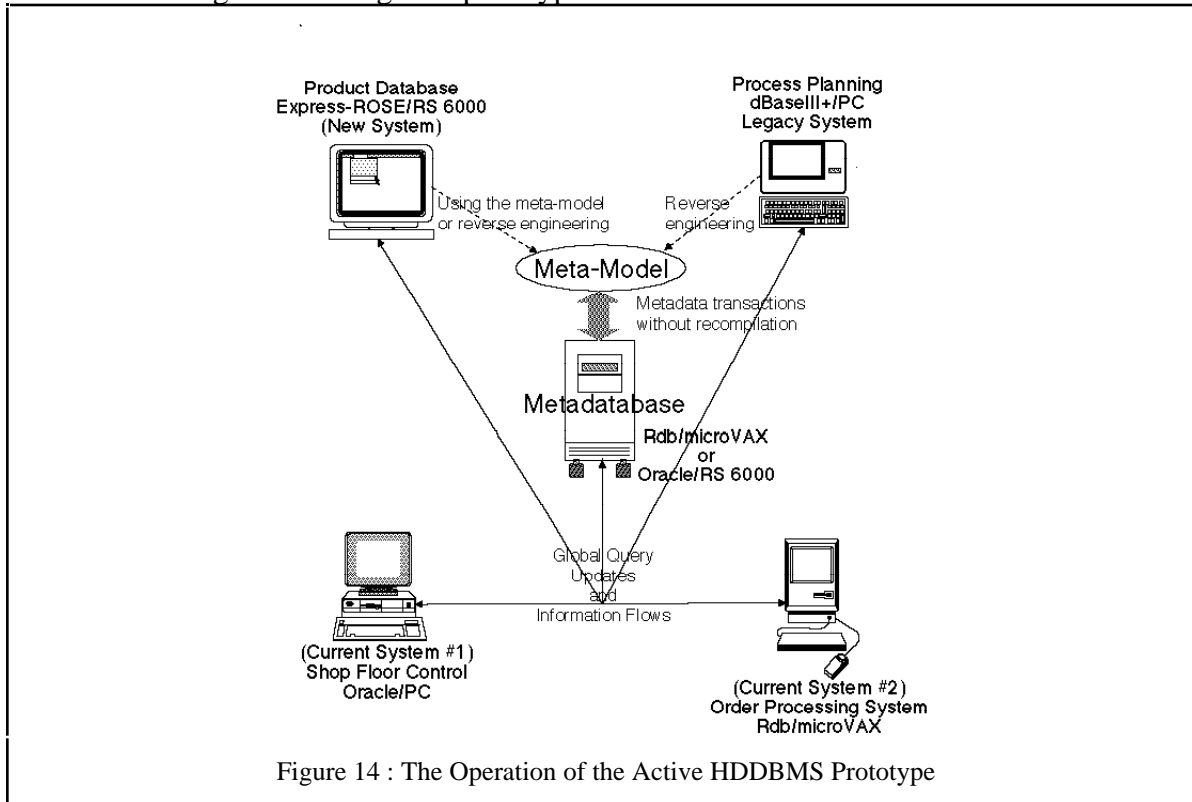 Product Database
Express-ROSE/RS 6000
(New System)
Process Planning
dBaseIII+/PC
Legacy System
Using the meta-model
or reverse engineering
Reverse
engineering
Meta-Model
Metadata transactions
without recompilation
Metadatabase
Rdb/microVAX
or
Oracle/RS 6000
Global Query
Updates
and
Information Flows
(Current System #1)
Shop Floor Control
Oracle/PC
(Current System #2)
Order Processing System
Rdb/microVAX
Figure 14 : The Operation of the Active HDDBMS Prototype